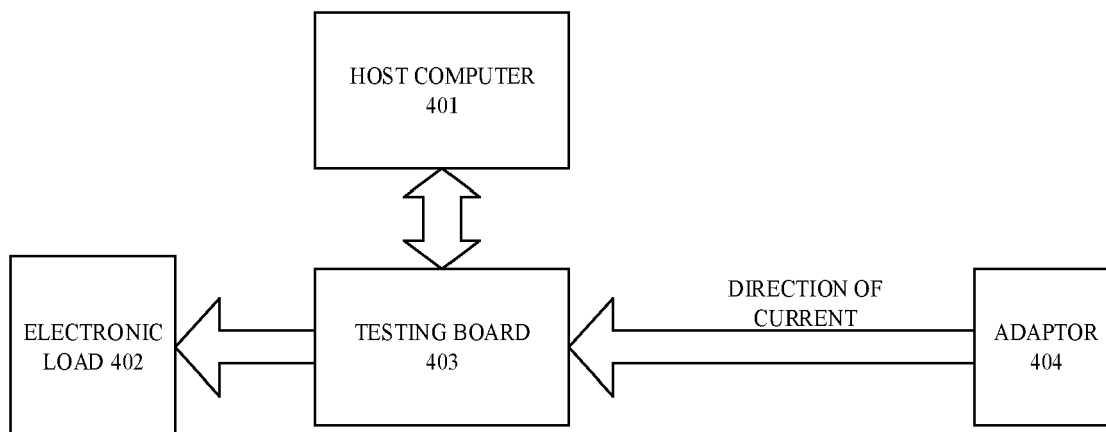 HOST COMPUTER
401
ELECTRONIC
LOAD 402
TESTING BOARD
403
DIRECTION OF
CURRENT
ADAPTOR
404